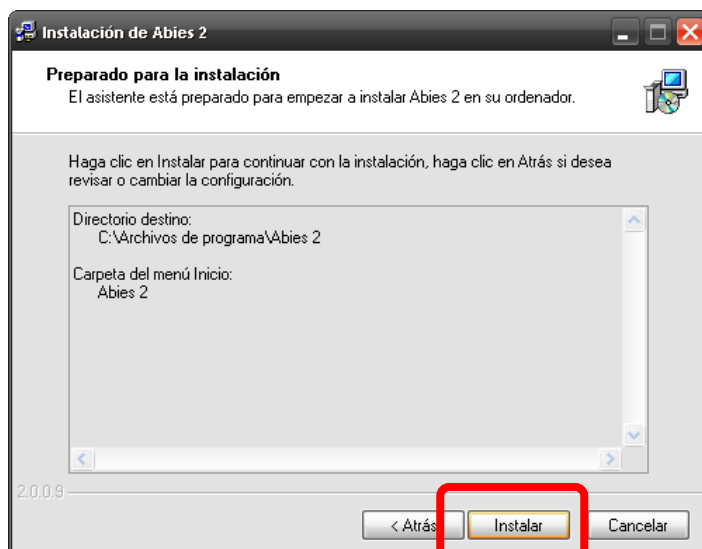 Instalación de Abies 2
Preparado para la instalación
El asistente está preparado para empezar a instalar Abies 2 en su ordenador.
Haga clic en Instalar para continuar con la instalación, haga clic en Atrás si desea
revisar o cambiar la configuración.
Directorio destino:
C:\Archivos de programa\Abies 2
Carpeta del menú Inicio:
Abies 2
2.0.0.9
< Atrás
Instalar
Cancelar